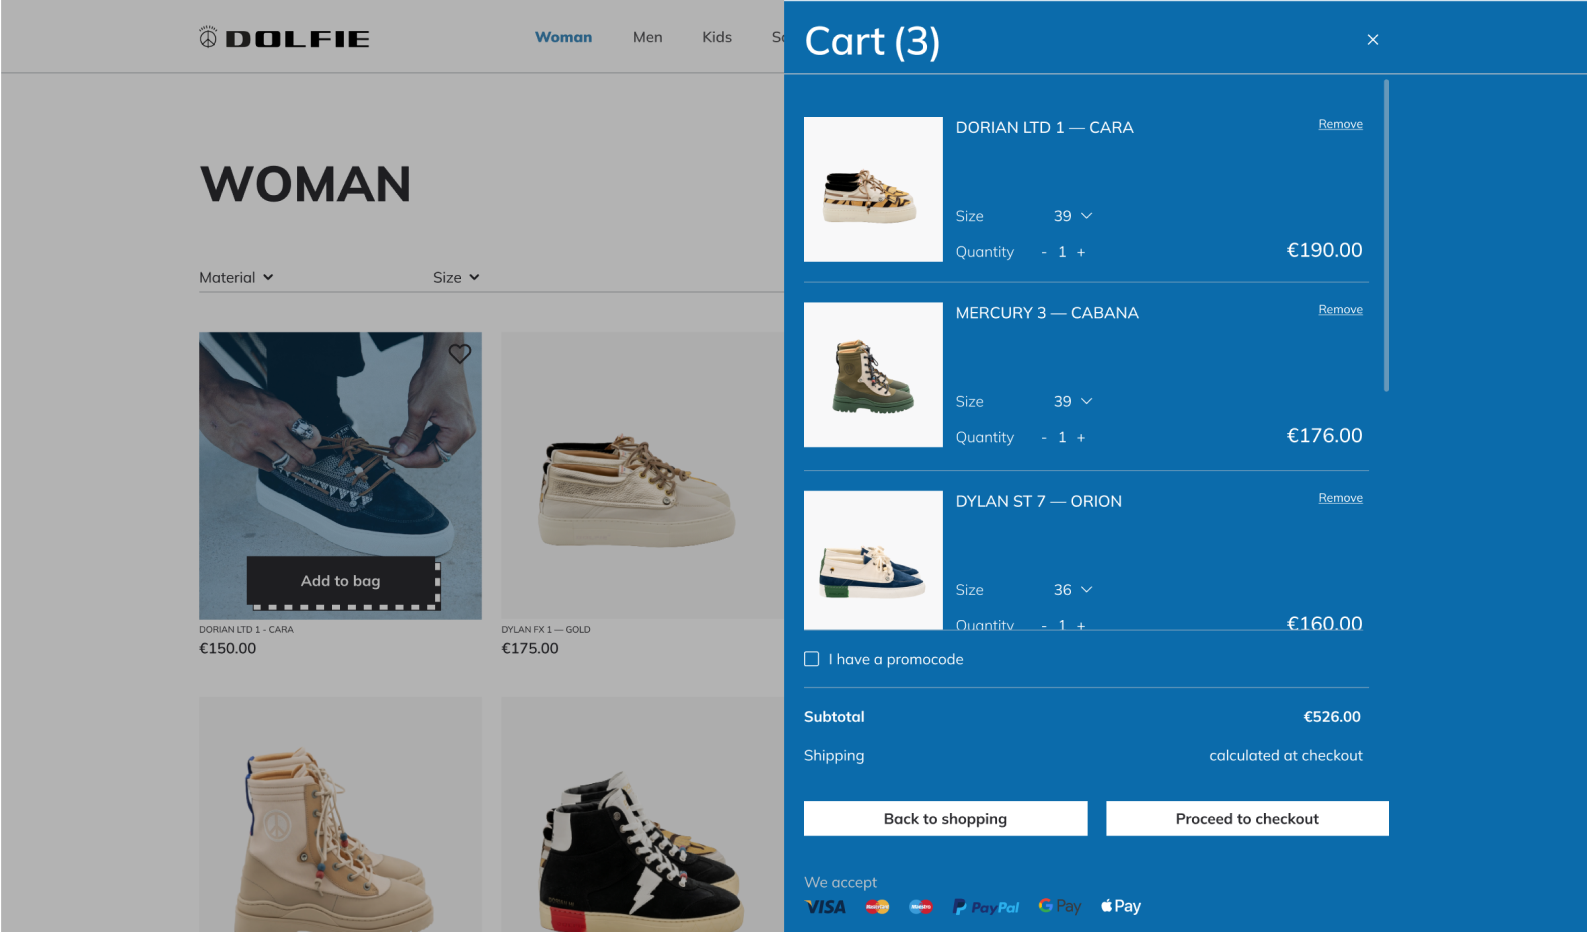 DOLFIE
Woman Men Kids
WOMAN
Material Size
Add to bag
DORIAN LTD 1 - CARA
€150.00
DYLAN FX 1 — GOLD
€175.00
Cart (3)
DORIAN LTD 1 — CARA
Remove
Size 39
Quantity - 1 + €190.00
MERCURY 3 — CABANA
Remove
Size 39
Quantity - 1 + €176.00
DYLAN ST 7 — ORION
Remove
Size 36
Quantity - 1 + €160.00
I have a promocode
Subtotal €526.00
Shipping calculated at checkout
Back to shopping Proceed to checkout
We accept
VISA MasterCard Maestro PayPal G Pay Pay